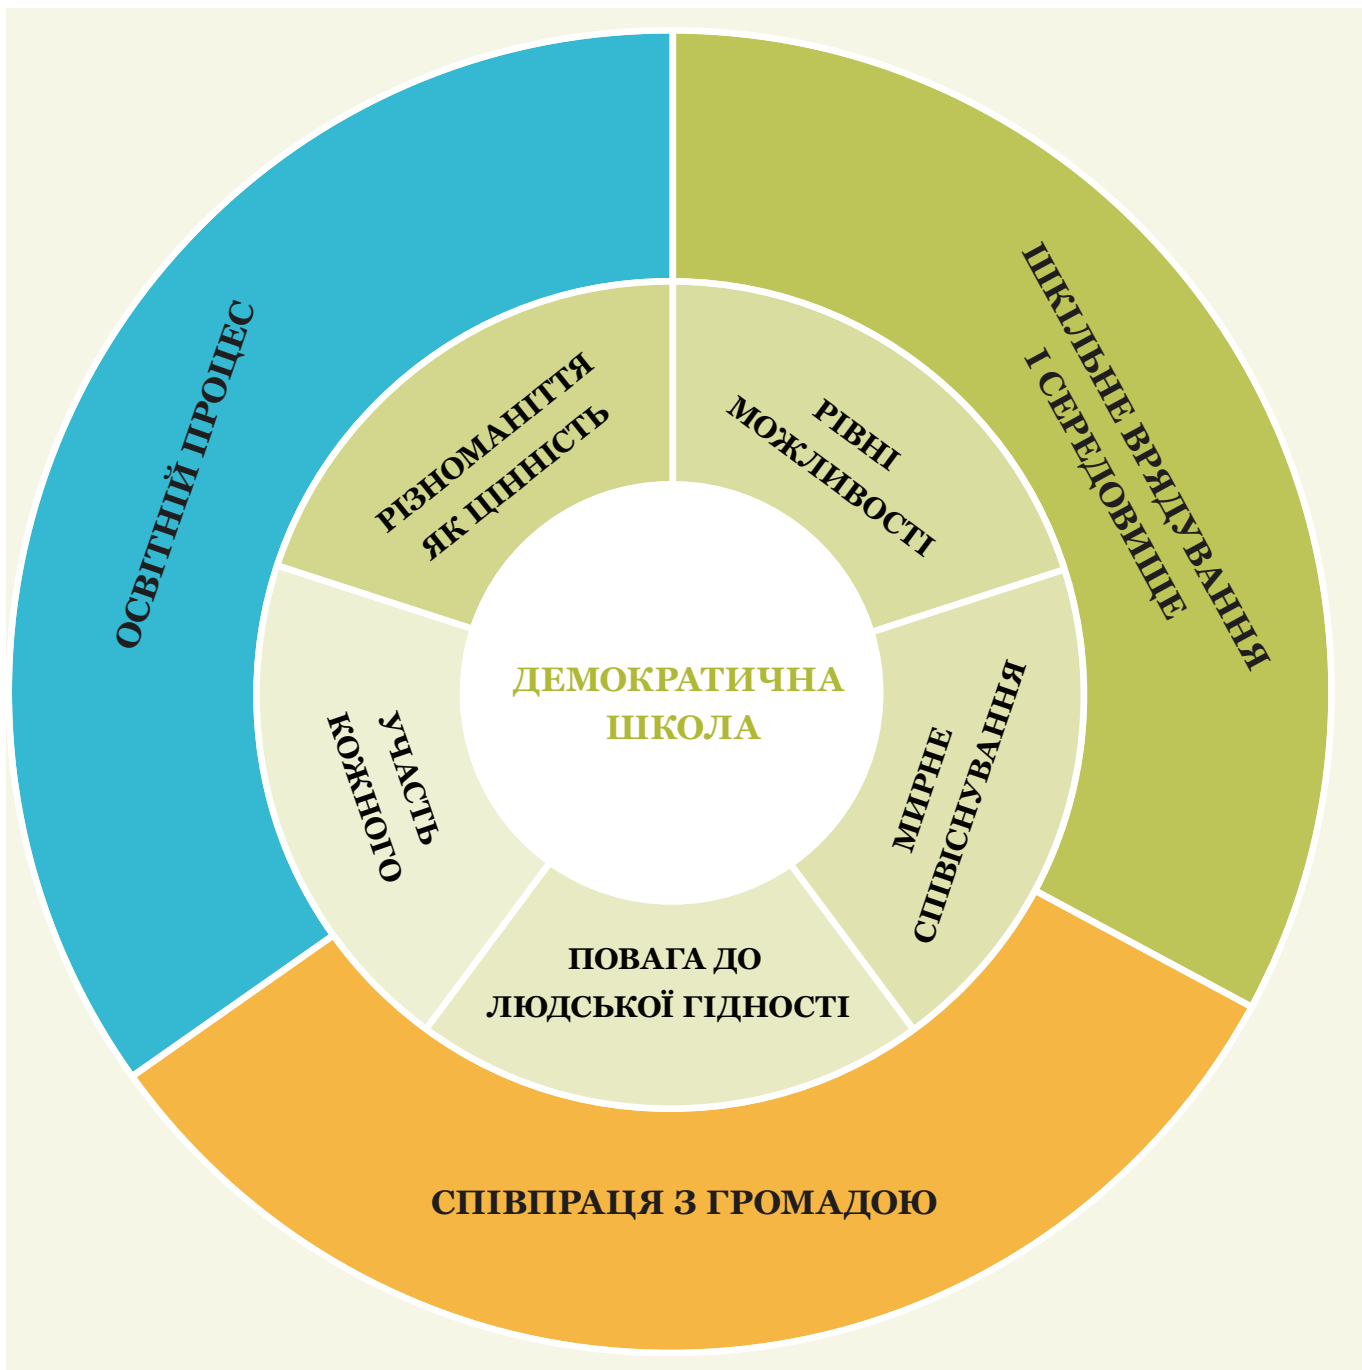 ОСВІТНІЙ ПРОЦЕС
ШКІЛЬНЕ ВРЯДУВАННЯ
І СЕРЕДОВИЩЕ
РІЗНОМАНІТТЯ
ЯК ЦІННІСТЬ
РІВНІ
МОЖЛИВОСТІ
ДЕМОКРАТИЧНА
ШКОЛА
УЧАСТЬ
КОЖНОГО
МИРНЕ
СПІВІСНУВАННЯ
ПОВАГА ДО
ЛЮДСЬКОЇ ГІДНОСТІ
СПІВПРАЦЯ З ГРОМАДОЮ